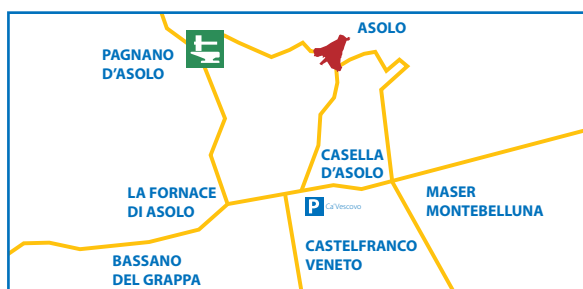 ASOLO
PAGNANO
D'ASOLO
CASELLA
D'ASOLO
LA FORNACE
DI ASOLO
MASER
MONTEBELLUNA
P Ca' Vescovo
CASTELFRANCO
VENETO
BASSANO
DEL GRAPPA